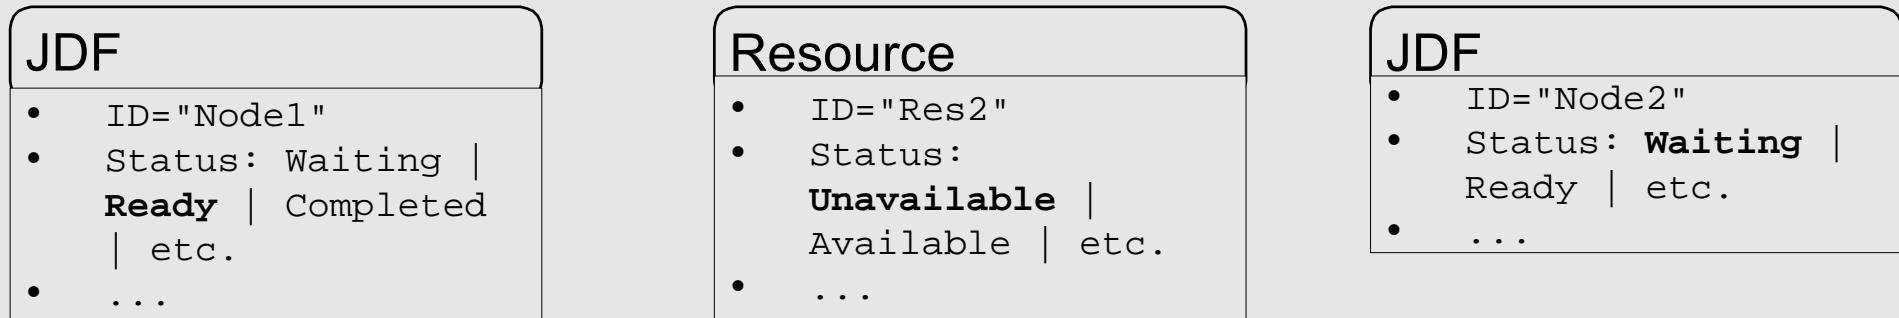 JDF
• ID="Node1"
• Status: Waiting |
Ready | Completed
| etc.
• ...
Resource
• ID="Res2"
• Status:
Unavailable |
Available | etc.
• ...
JDF
• ID="Node2"
• Status: Waiting |
Ready | etc.
• ...